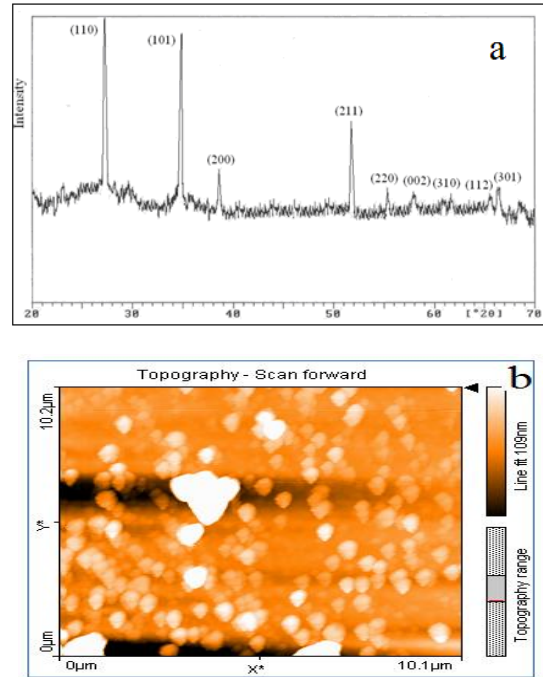 a
(110)
(101)
(211)
(200)
(220)
(002)
(310)
(112)
(301)
Intensity
20
30
40
50
60
[°2θ]
70
b
Topography - Scan forward
10.2µm
Y*
0µm
0µm
X*
10.1µm
Line fit 109nm
Topography range